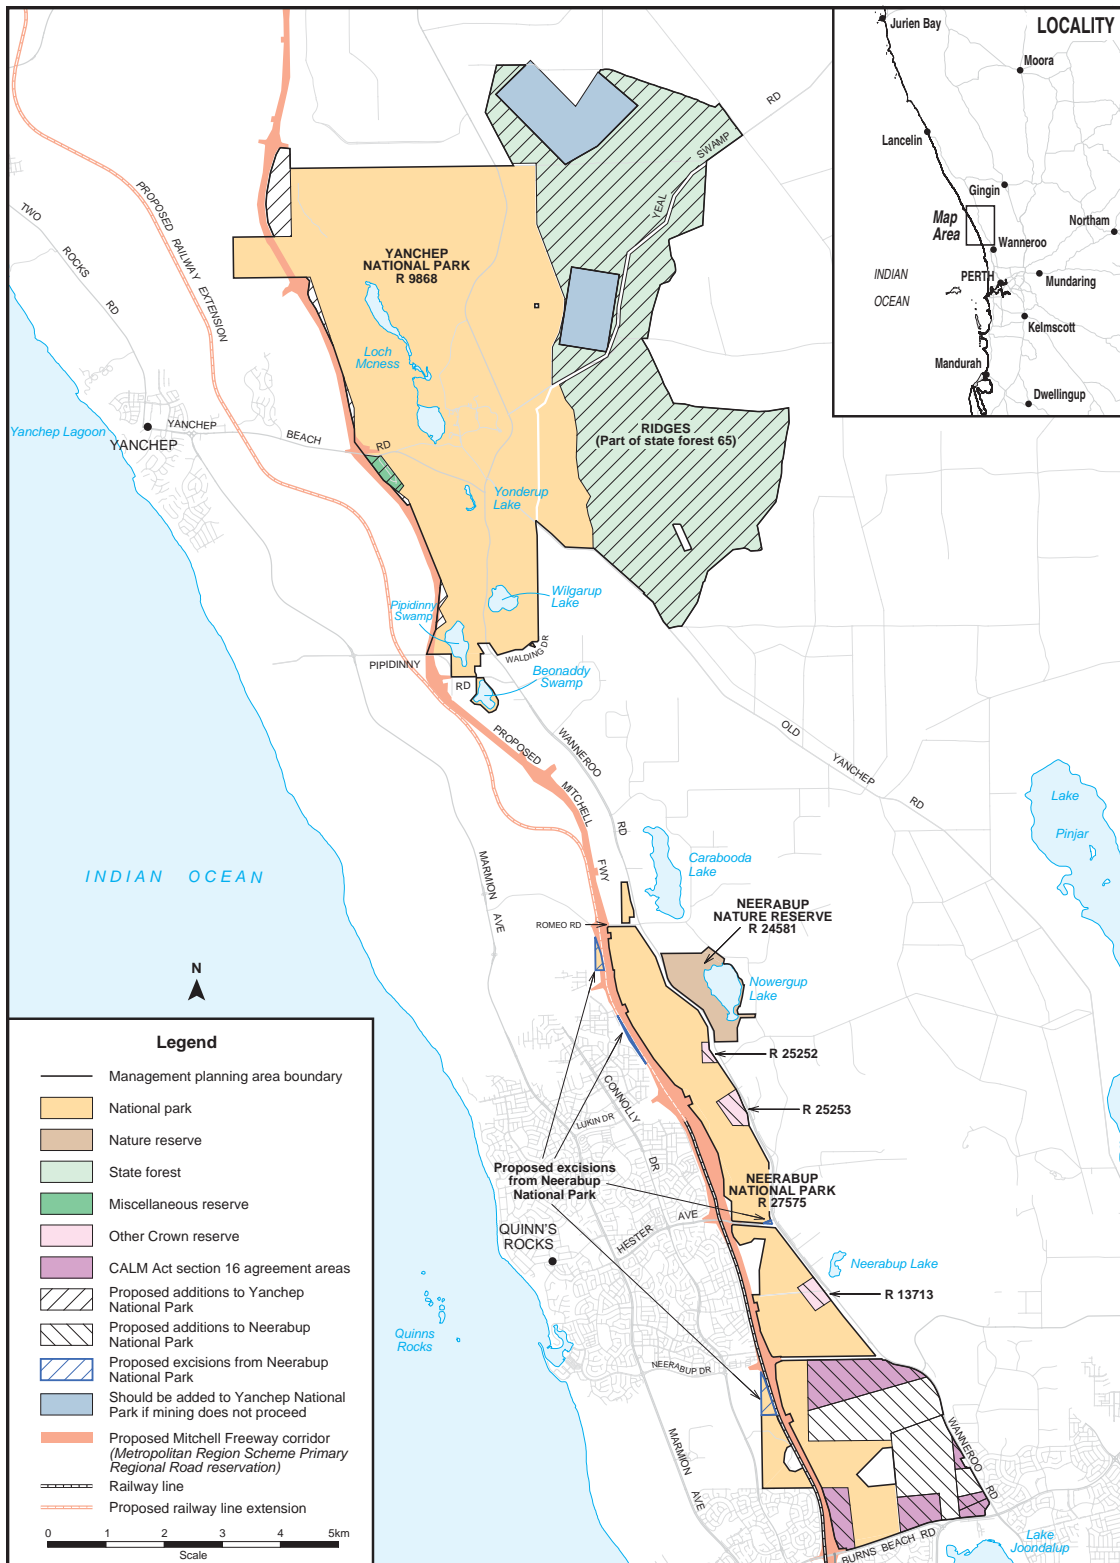 LOCALITY
Jurien Bay
Moora
Lancelin
Gingin
Map
Area
Northam
Wanneroo
INDIAN
OCEAN
PERTH
Mundaring
Kelmscott
Mandurah
Dwellingup
SWAMP
RD
YEAL
PROPOSED RAILWAY EXTENSION
TWO
ROCKS
RD
YANCHEP
NATIONAL PARK
R 9868
Loch
Mcness
Yanchep Lagoon
YANCHEP
YANCHEP
BEACH
RD
RIDGES
(Part of state forest 65)
Yonderup
Lake
Wilgarup
Lake
Pipidinny
Swamp
WALDING DR
PIPIDINNY
RD
Beonaddy
Swamp
PROPOSED
MITCHELL
FWY
WANNEROO
RD
OLD
YANCHEP
RD
Lake
Pinjar
Carabooda
Lake
MARMION
AVE
INDIAN OCEAN
ROMEO RD
NEERABUP
NATURE RESERVE
R 24581
Nowergup
Lake
N
R 25252
R 25253
CONNOLLY
DR
LUKIN DR
Proposed excisions
from Neerabup
National Park
NEERABUP
NATIONAL PARK
R 27575
QUINN'S
ROCKS
HESTER
AVE
Neerabup Lake
R 13713
Quinns
Rocks
NEERABUP DR
MARMION
AVE
WANNEROO
RD
BURNS BEACH RD
Lake
Joondalup
Legend
Management planning area boundary
National park
Nature reserve
State forest
Miscellaneous reserve
Other Crown reserve
CALM Act section 16 agreement areas
Proposed additions to Yanchep
National Park
Proposed additions to Neerabup
National Park
Proposed excisions from Neerabup
National Park
Should be added to Yanchep National
Park if mining does not proceed
Proposed Mitchell Freeway corridor
(Metropolitan Region Scheme Primary
Regional Road reservation)
Railway line
Proposed railway line extension
0 1 2 3 4 5km
Scale